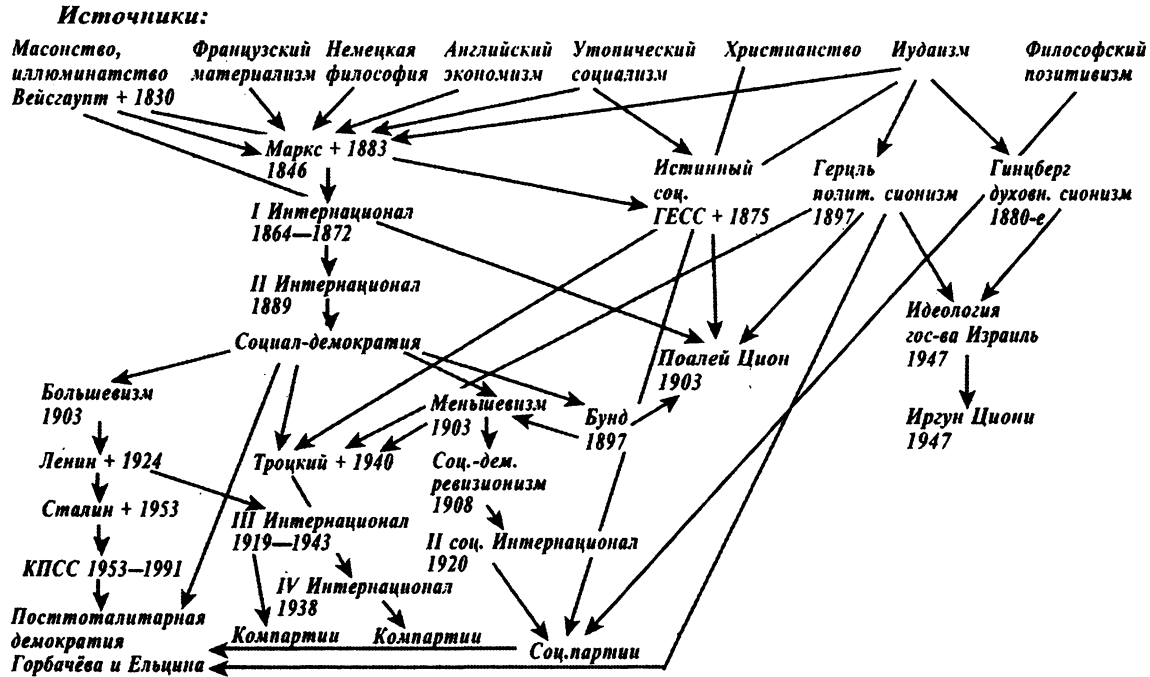 Источники:
Масонство,
иллюминатство
Вейсгаупт + 1830
Французский
материализм
Немецкая
философия
Английский
экономизм
Утопический
социализм
Христианство
Иудаизм
Философский
позитивизм
Маркс + 1883
1846
Истинный
соц.
ГЕСС + 1875
Герцль
полит. сионизм
1897
Гинцберг
духовн. сионизм
1880-е
I Интернационал
1864—1872
II Интернационал
1889
Социал-демократия
Идеология
гос-ва Израиль
1947
Поалей Цион
1903
Большевизм
1903
Меньшевизм
1903
Бунд
1897
Иргун Циони
1947
Ленин + 1924
Троцкий + 1940
Соц.-дем.
ревизионизм
1908
Сталин + 1953
III Интернационал
1919—1943
II соц. Интернационал
1920
КПСС 1953—1991
IV Интернационал
1938
Посттоталитарная
демократия
Горбачёва и Ельцина
Компартии
Компартии
Соц.партии